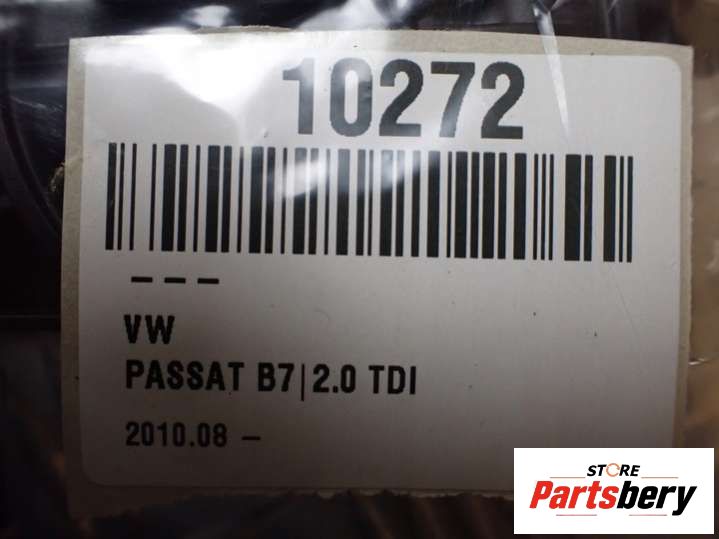 10272
– – –
VW
PASSAT B7|2.0 TDI
2010.08 –
STORE
Partsbery